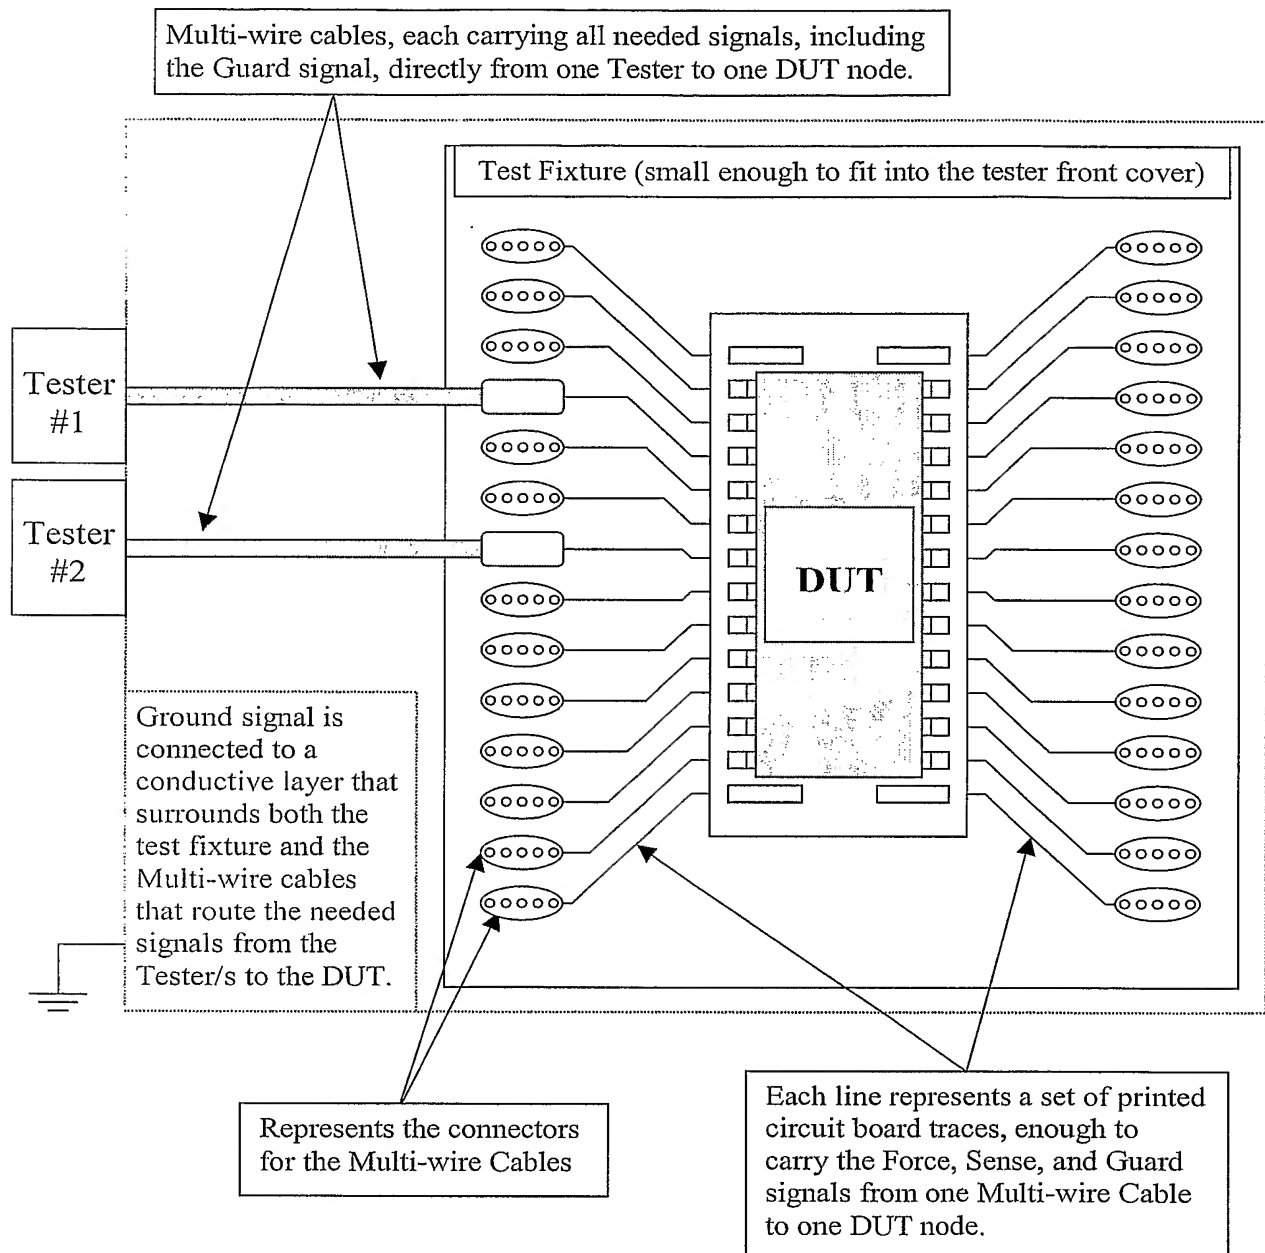 Multi-wire cables, each carrying all needed signals, including
the Guard signal, directly from one Tester to one DUT node.
Test Fixture (small enough to fit into the tester front cover)
Tester
#1
Tester
#2
DUT
Ground signal is
connected to a
conductive layer that
surrounds both the
test fixture and the
Multi-wire cables
that route the needed
signals from the
Tester/s to the DUT.
Represents the connectors
for the Multi-wire Cables
Each line represents a set of printed
circuit board traces, enough to
carry the Force, Sense, and Guard
signals from one Multi-wire Cable
to one DUT node.